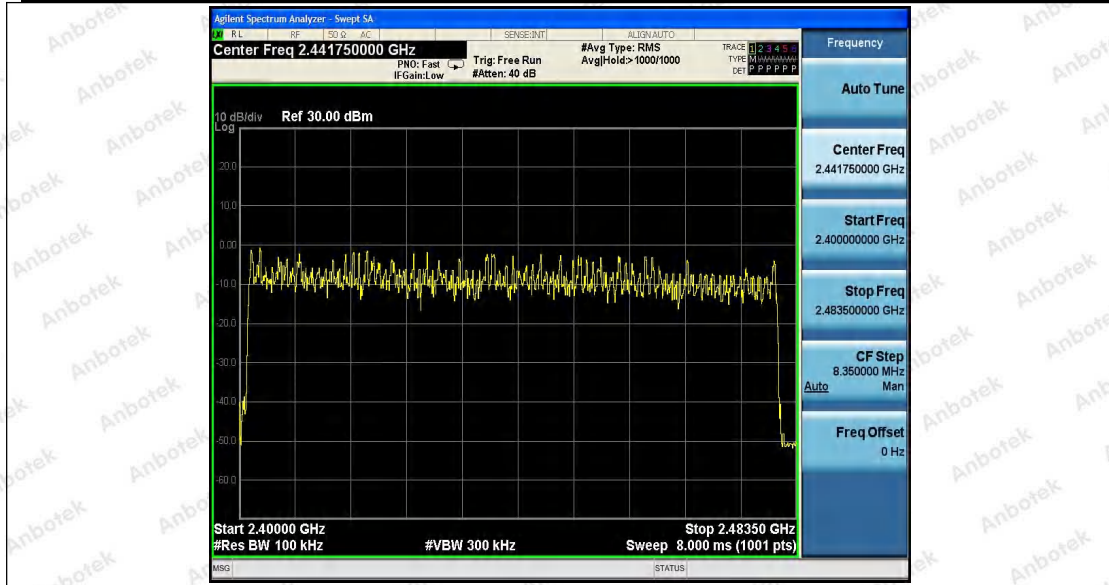 Agilent Spectrum Analyzer - Swept SA
LXI RL RF 50 Ω AC SENSE:INT ALIGN AUTO
Center Freq 2.441750000 GHz
PNO: Fast
IFGain:Low
Trig: Free Run
#Atten: 40 dB
#Avg Type: RMS
Avg|Hold:>1000/1000
TRACE 1 2 3 4 5 6
TYPE M WWWWW
DET P P P P P P
Frequency
Auto Tune
Center Freq
2.441750000 GHz
Start Freq
2.400000000 GHz
Stop Freq
2.483500000 GHz
CF Step
8.350000 MHz
Auto Man
Freq Offset
0 Hz
10 dB/div Ref 30.00 dBm
Log
20.0
10.0
0.00
-10.0
-20.0
-30.0
-40.0
-50.0
-60.0
Start 2.40000 GHz Stop 2.48350 GHz
#Res BW 100 kHz #VBW 300 kHz Sweep 8.000 ms (1001 pts)
MSG STATUS
Anbotek